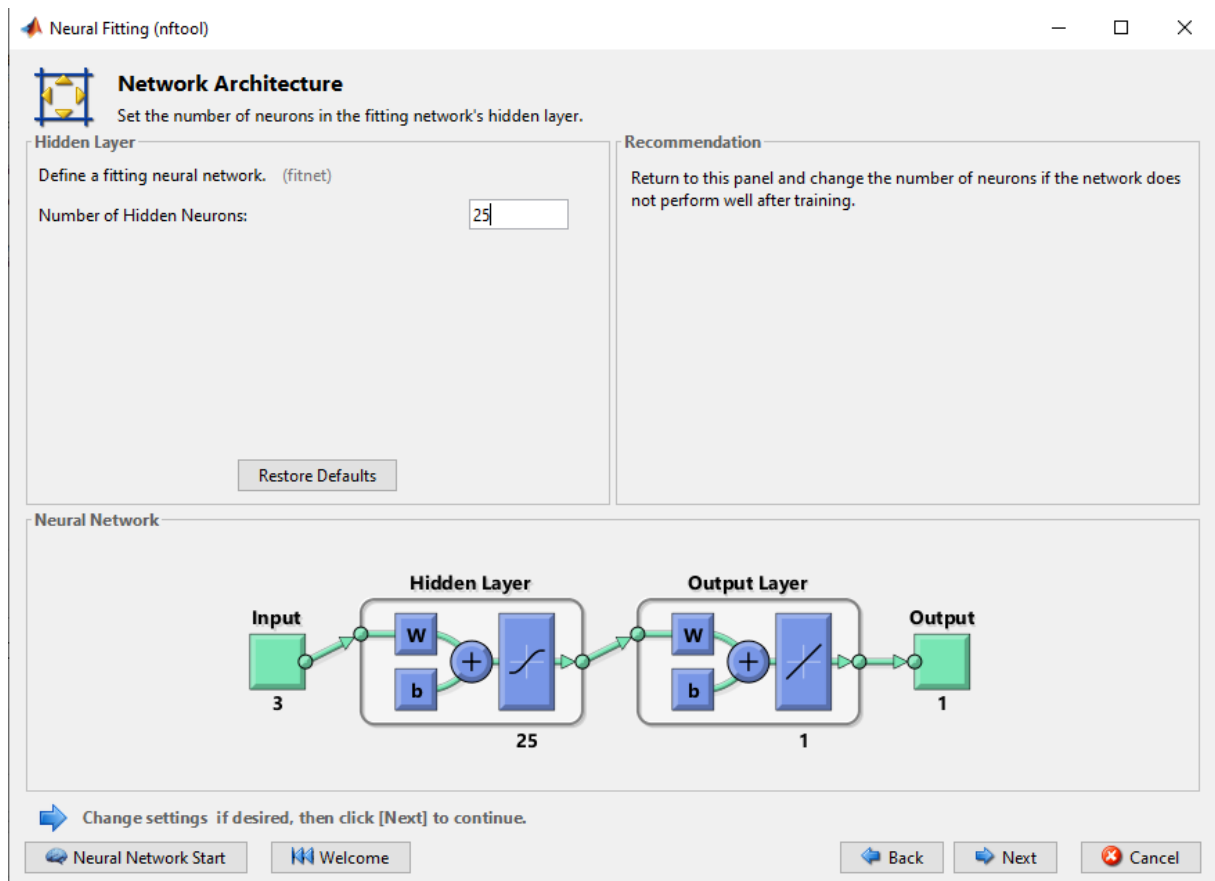 Neural Fitting (nftool)
Network Architecture
Set the number of neurons in the fitting network's hidden layer.
Hidden Layer
Define a fitting neural network. (fitnet)
Number of Hidden Neurons: 25
Restore Defaults
Recommendation
Return to this panel and change the number of neurons if the network does
not perform well after training.
Neural Network
Hidden Layer
Output Layer
Input
Output
W
b
+
W
b
+
3
25
1
1
Change settings if desired, then click [Next] to continue.
Neural Network Start
Welcome
Back
Next
Cancel